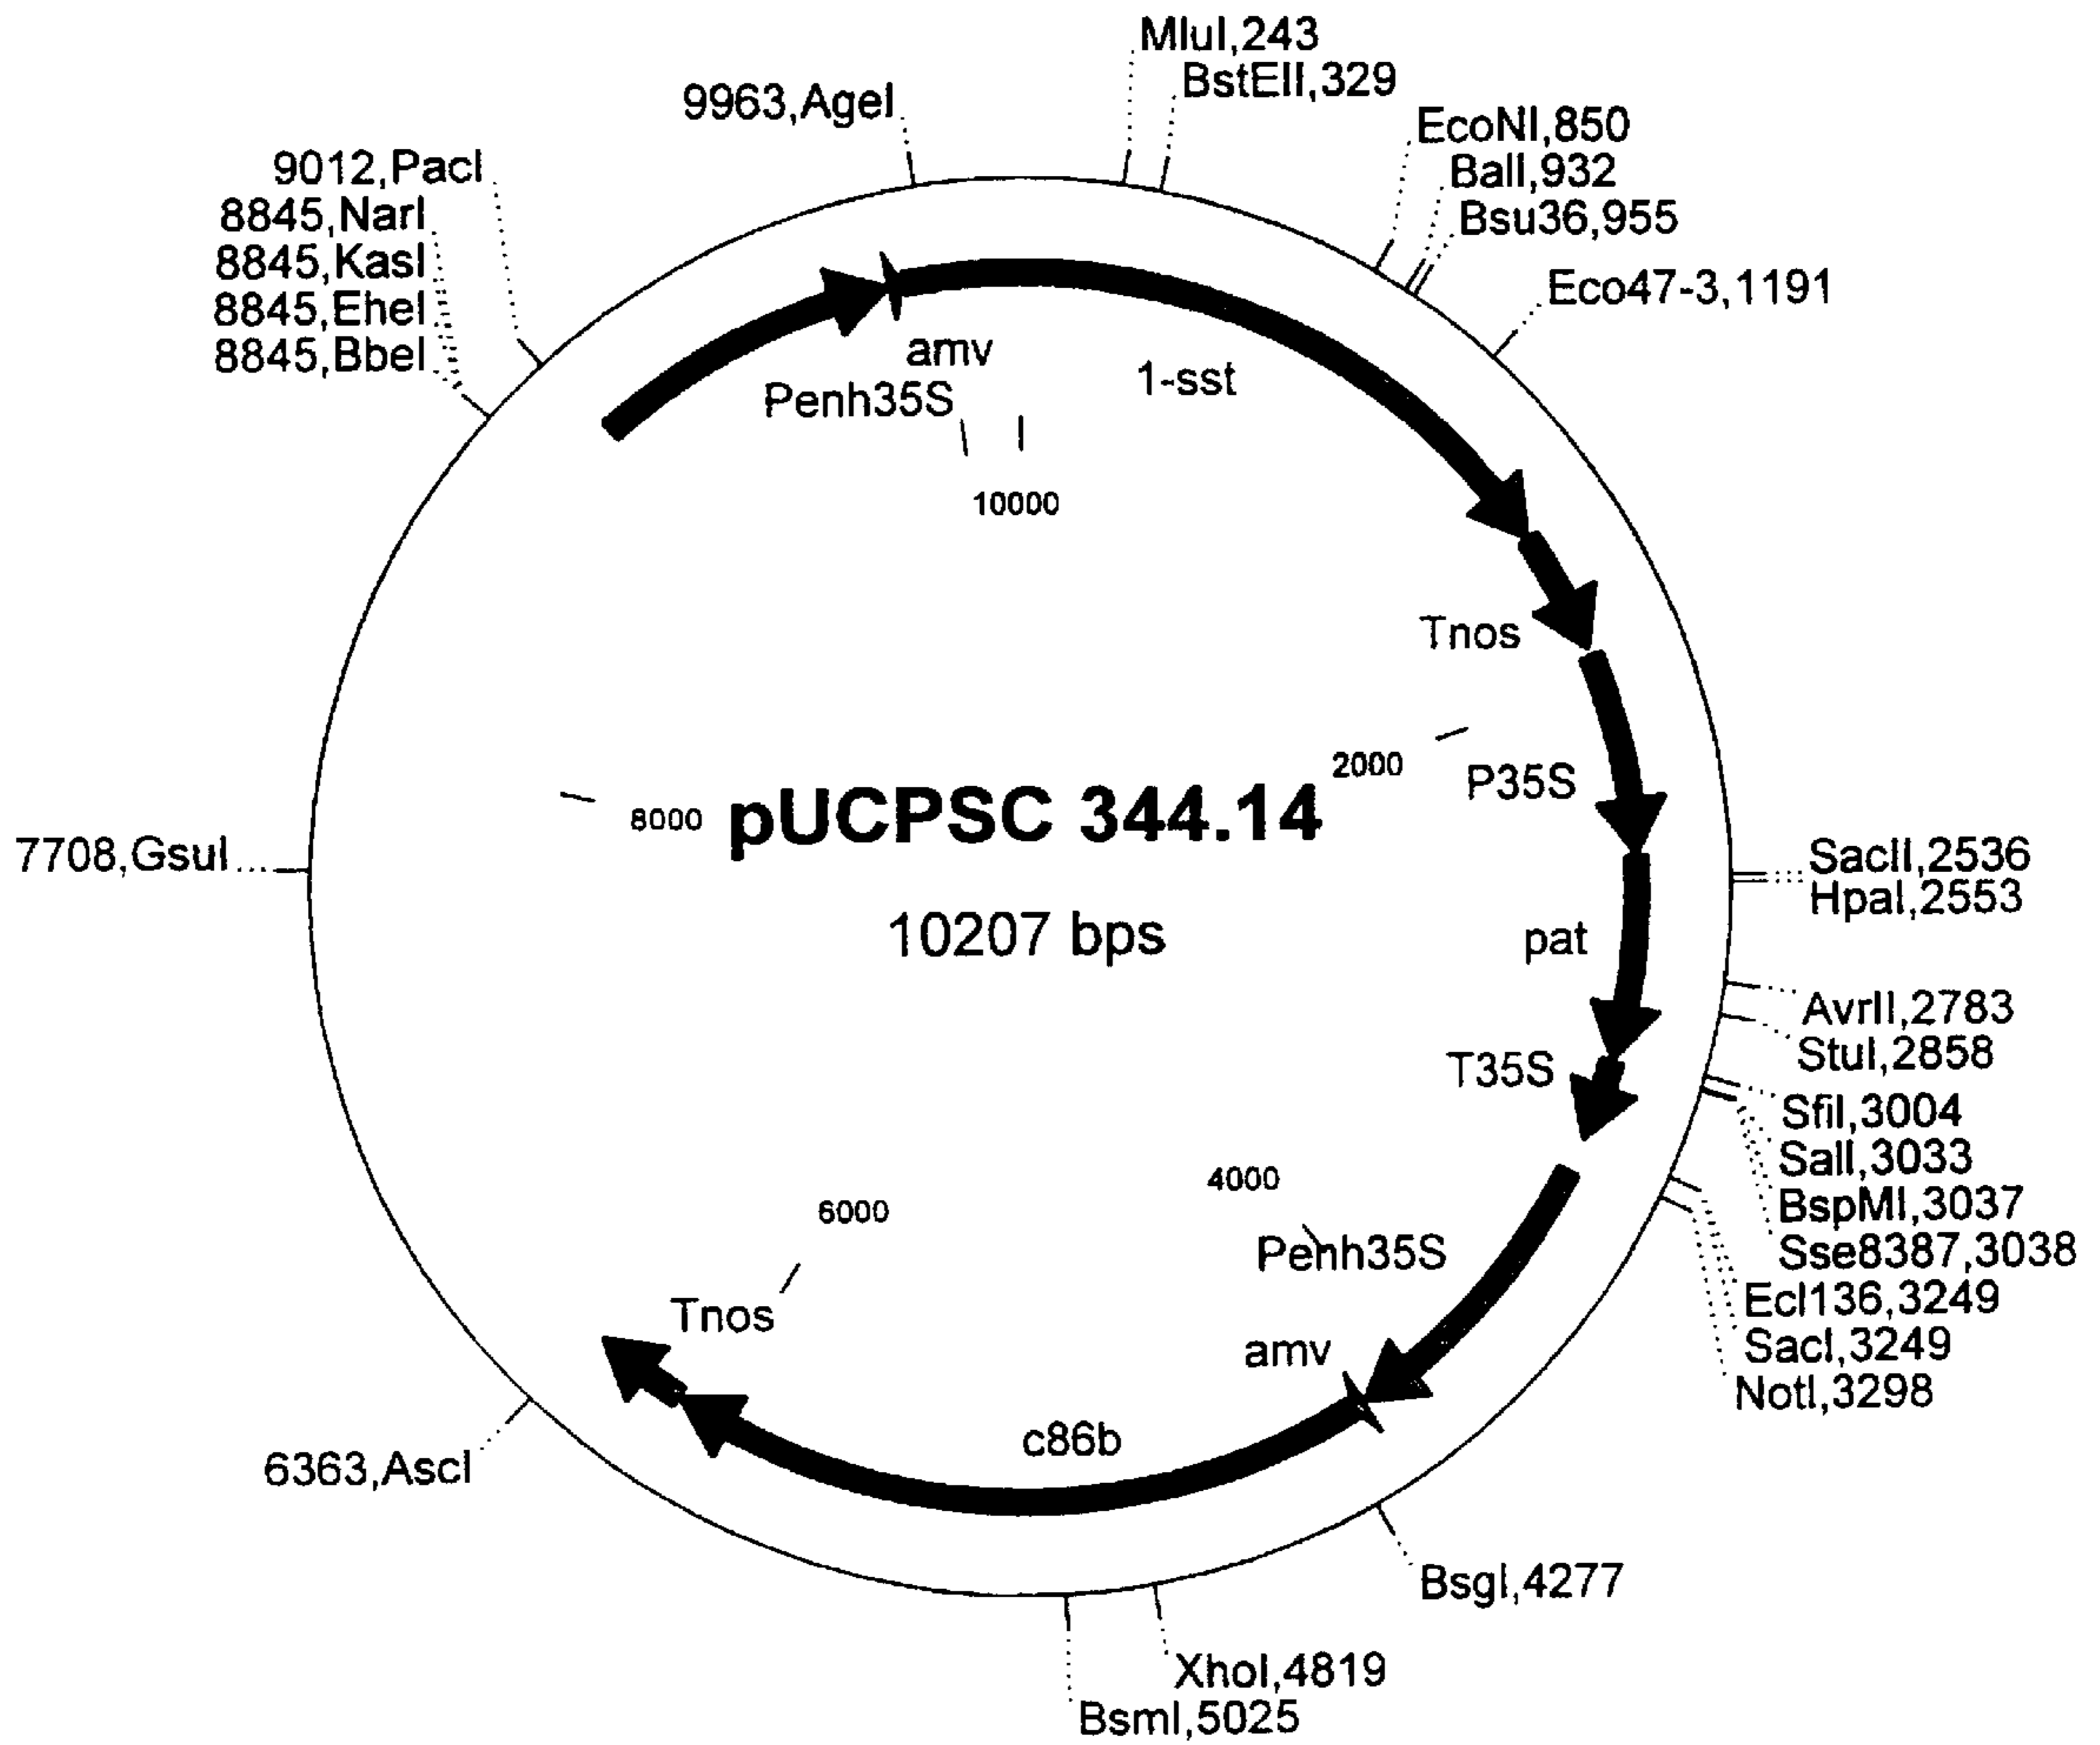 MluI,243
BstEII,329
9963,AgeI
EcoNI,850
9012,PacI
BalI,932
8845,NarI
Bsu36,955
8845,KasI
Eco47-3,1191
8845,EheI
8845,BbeI
amv
1-sst
Penh35S
10000
Tnos
2000
P35S
8000
pUCPSC 344.14
7708,GsuI
SacII,2536
HpaI,2553
10207 bps
pat
AvrII,2783
StuI,2858
T35S
SfiI,3004
SalI,3033
4000
BspMI,3037
6000
Penh35S
Sse8387,3038
Ecl136,3249
Tnos
SacI,3249
amv
NotI,3298
c86b
6363,AscI
BsgI,4277
XhoI,4819
BsmI,5025